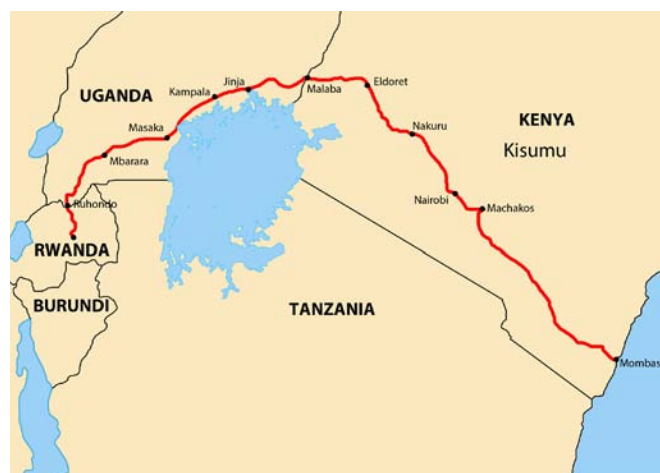 Jinja
UGANDA
Kampala
Malaba
Eldoret
Masaka
Nakuru
KENYA
Kisumu
Mbarara
Ruhondo
Nairobi
Machakos
RWANDA
BURUNDI
TANZANIA
Mombas